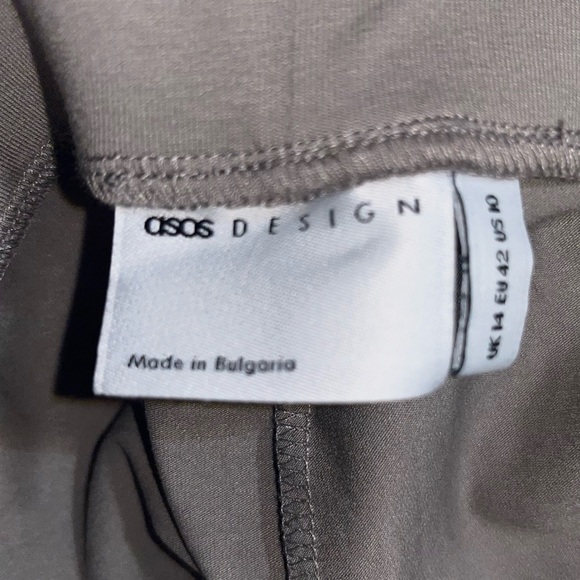 asos DESIGN
Made in Bulgaria
UK 14 EU 42 US 10